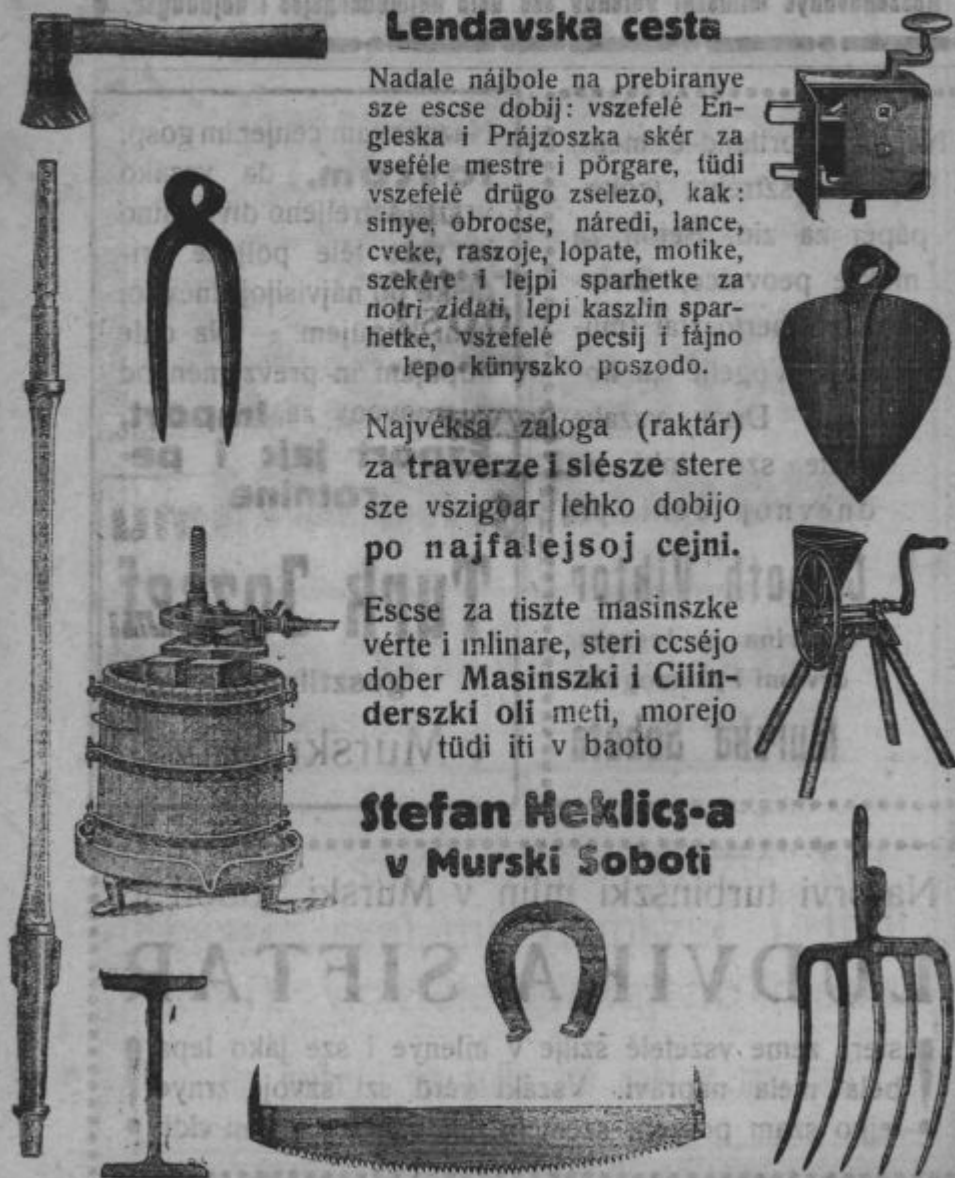 Lendavska cesta
Nadale nájbole na prebiranye
sze escse dobij: vszefelé En-
gleska i Prájzoszka skér za
vseféle mestre i pörgare, tüdi
vszefelé drügo zselezo, kak:
sinye, obrocse, náredi, lance,
cveke, raszoje, lopate, motike,
szekére i lejpi sparhetke za
notri zidati, lepi kaszlin spar-
hetke, vszefelé pecsij i fájno
lepo künyszko poszodo.
Najvéksa zaloga (raktár)
za traverze i slésze stere
sze vszigdar lehko dobijo
po najfalejsoj cejni.
Escse za tiszte masinszke
vérte i mlinare, steri ccséjo
dober Masinszki i Cilin-
derszki oli meti, morejo
tüdi iti v baoto
Stefan Heklics-a
v Murski Soboti